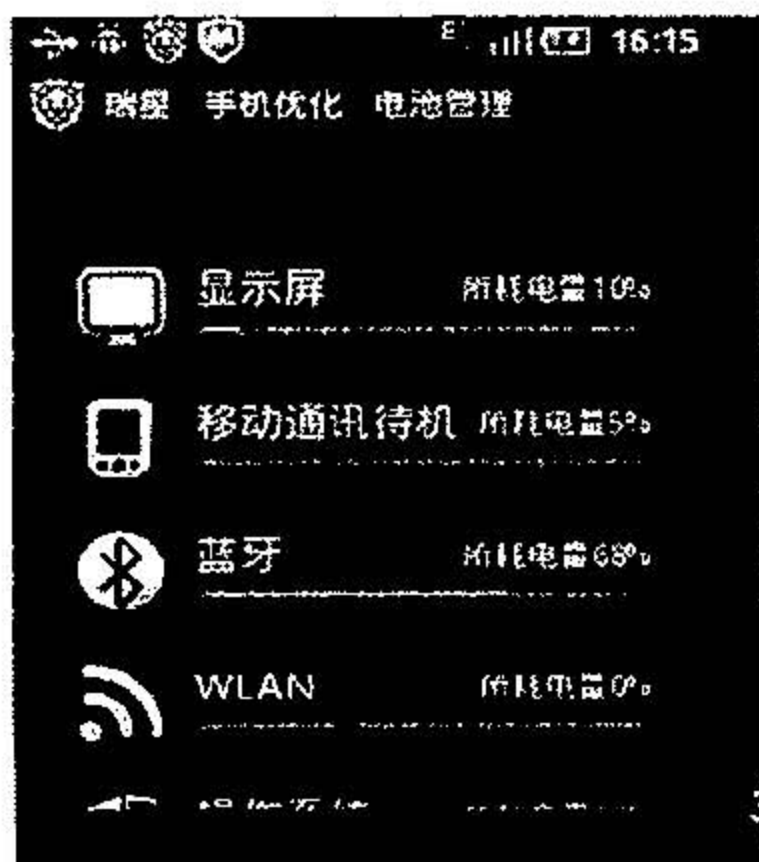 16:15
瑞星 手机优化 电池管理
显示屏 所耗电量10%
移动通讯待机 所耗电量5%
蓝牙 所耗电量68%
WLAN 所耗电量0%